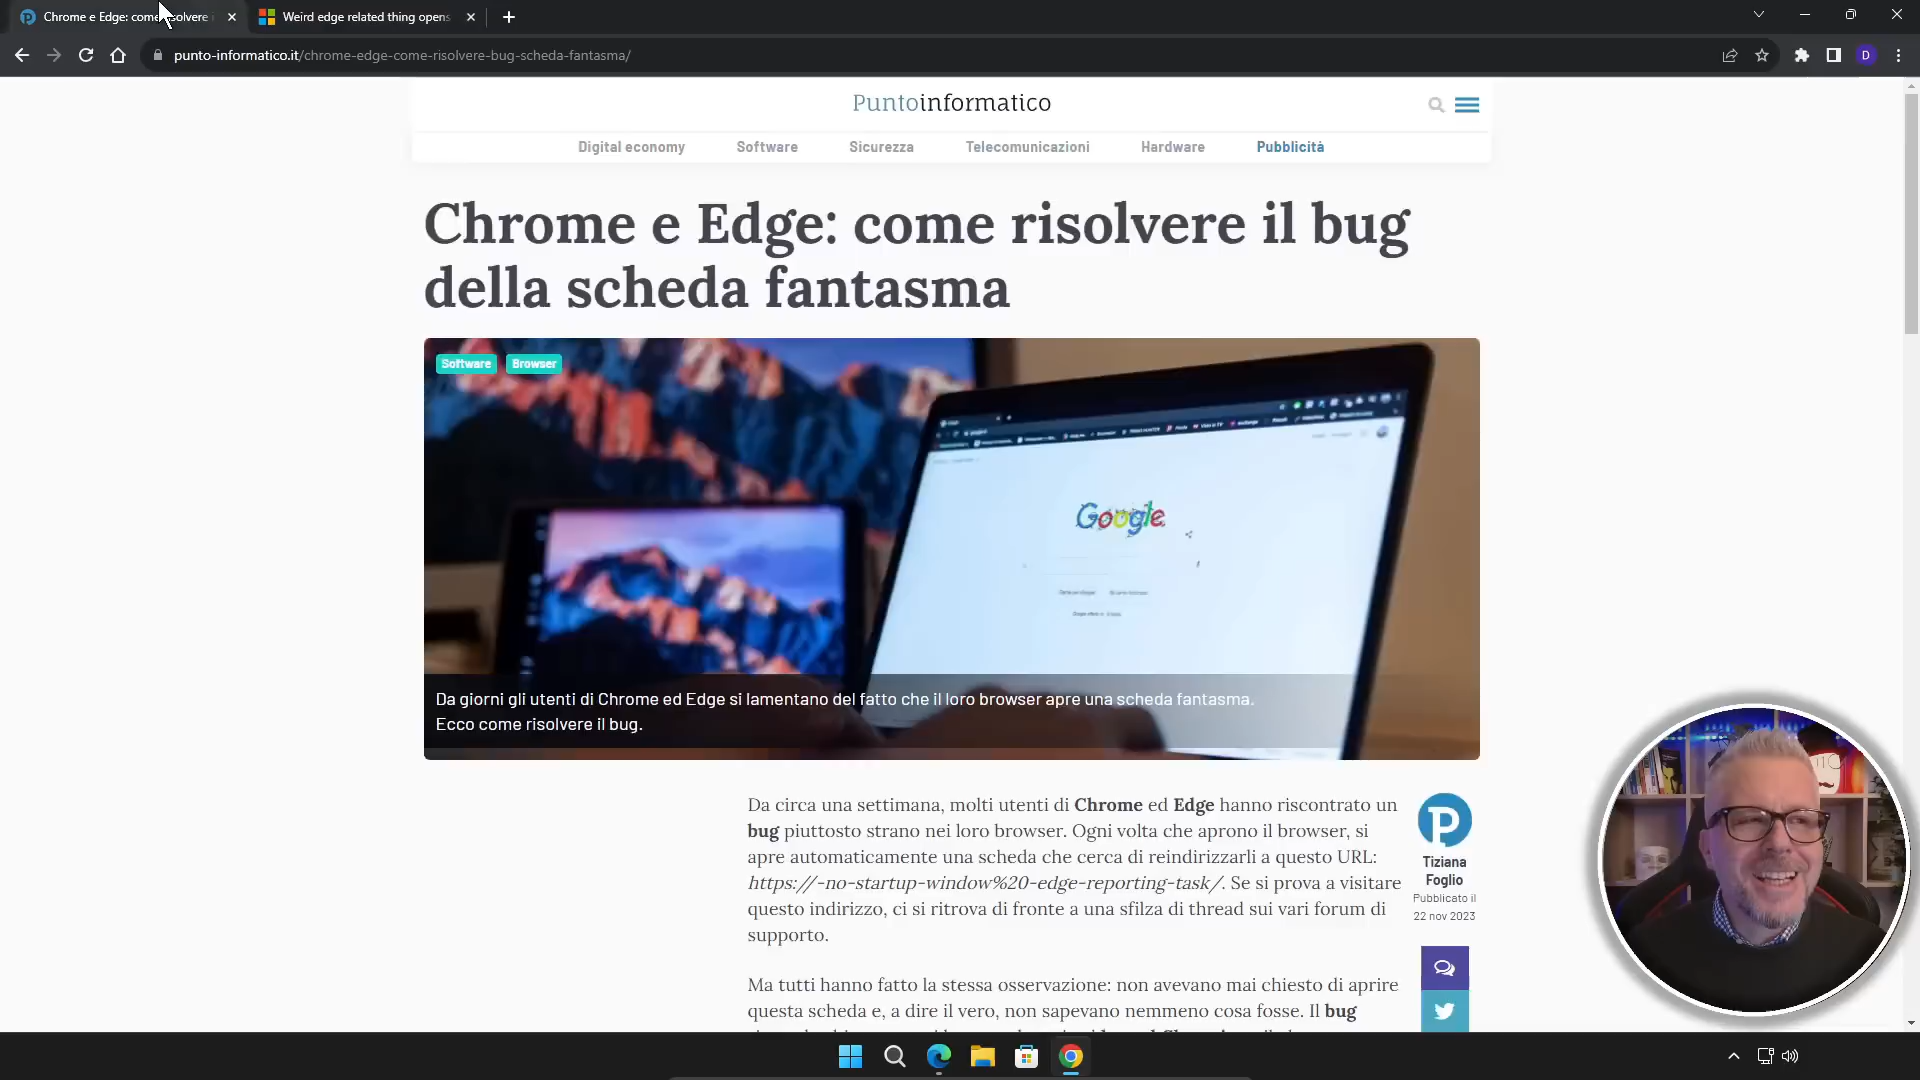 Chrome e Edge: come risolvere i
Weird edge related thing opens
punto-informatico.it/chrome-edge-come-risolvere-bug-scheda-fantasma/
D
Puntoinformatico
Digital economy Software Sicurezza Telecomunicazioni Hardware Pubblicità
Chrome e Edge: come risolvere il bug
della scheda fantasma
Software Browser
Google
Da giorni gli utenti di Chrome ed Edge si lamentano del fatto che il loro browser apre una scheda fantasma.
Ecco come risolvere il bug.
Da circa una settimana, molti utenti di Chrome ed Edge hanno riscontrato un
bug piuttosto strano nei loro browser. Ogni volta che aprono il browser, si
apre automaticamente una scheda che cerca di reindirizzarli a questo URL:
https://-no-startup-window%20-edge-reporting-task/. Se si prova a visitare
questo indirizzo, ci si ritrova di fronte a una sfilza di thread sui vari forum di
supporto.
Tiziana
Foglio
Pubblicato il
22 nov 2023
Ma tutti hanno fatto la stessa osservazione: non avevano mai chiesto di aprire
questa scheda e, a dire il vero, non sapevano nemmeno cosa fosse. Il bug